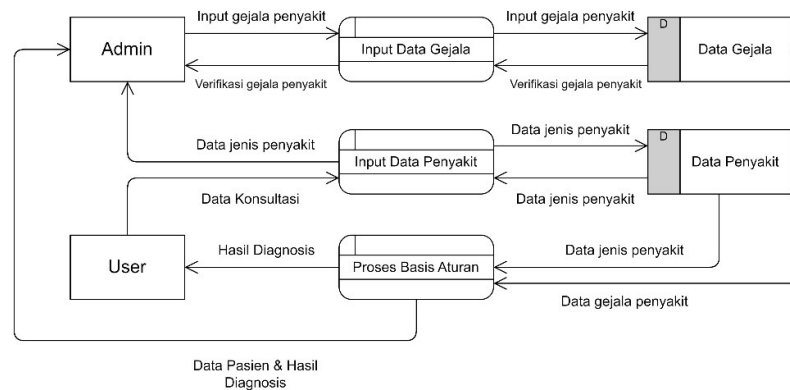 Input gejala penyakit
Input gejala penyakit
D
Admin
Input Data Gejala
Data Gejala
Verifikasi gejala penyakit
Verifikasi gejala penyakit
Data jenis penyakit
D
Data jenis penyakit
Input Data Penyakit
Data Penyakit
Data Konsultasi
Data jenis penyakit
Hasil Diagnosis
Data jenis penyakit
User
Proses Basis Aturan
Data gejala penyakit
Data Pasien & Hasil
Diagnosis